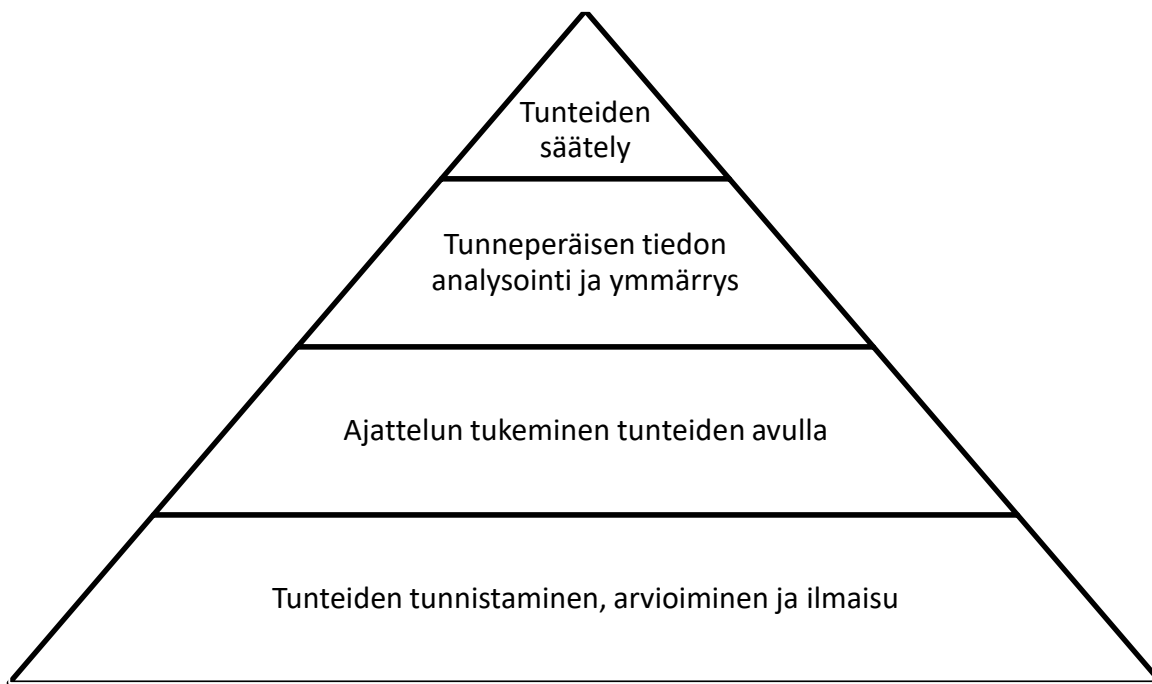 Tunteiden
säätely
Tunneperäisen tiedon
analysointi ja ymmärrys
Ajattelun tukeminen tunteiden avulla
Tunteiden tunnistaminen, arvioiminen ja ilmaisu